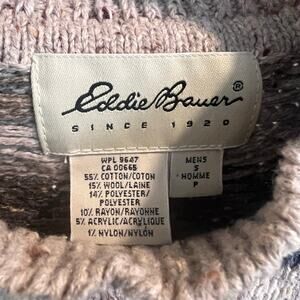 Eddie Bauer®
SINCE 1920
WPL 9647
CA 00665
55% COTTON/COTON
15% WOOL/LAINE
14% POLYESTER/
POLYESTER
10% RAYON/RAYONNE
5% ACRYLIC/ACRYLIQUE
1% NYLON/NYLON
MENS
HOMME
P